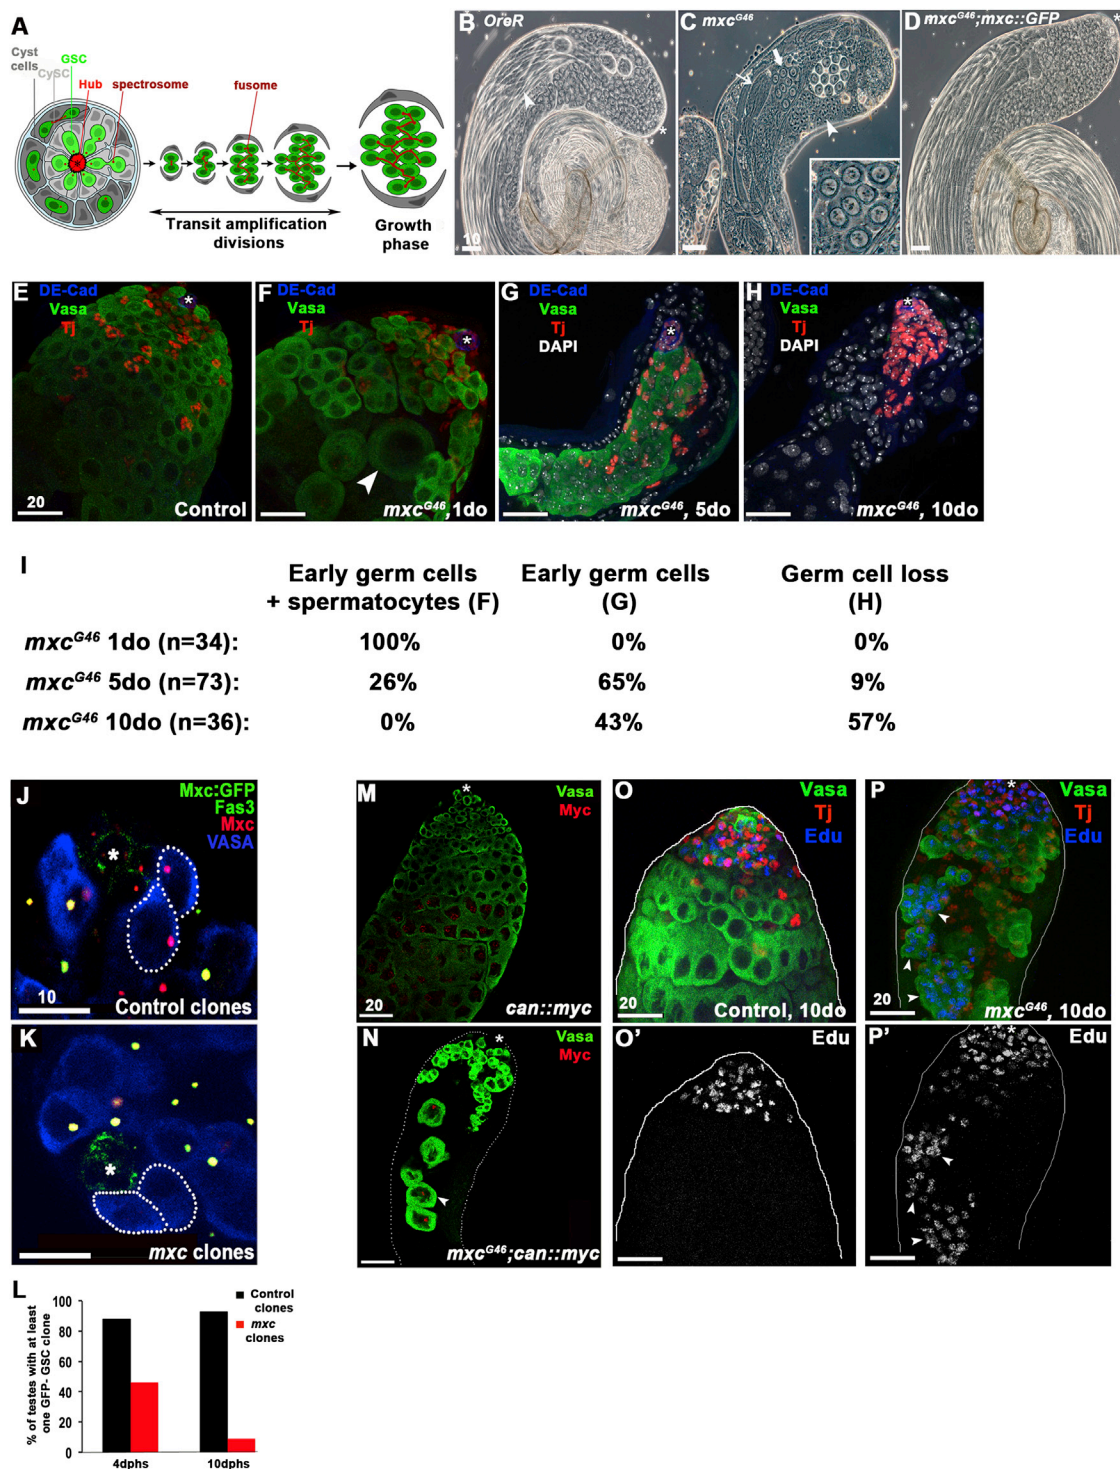 A
Cyst cells
CySC
GSC
Hub
spectrosome
fusome
Transit amplification
divisions
Growth
phase
B OreR
10
C mxcG46
D mxcG46;mxc::GFP
*
E DE-Cad
Vasa
Tj
*
20
Control
F DE-Cad
Vasa
Tj
*
mxcG46,1do
G DE-Cad
Vasa
Tj
DAPI
*
mxcG46, 5do
H DE-Cad
Vasa
Tj
DAPI
*
mxcG46, 10do
I
Early germ cells
+ spermatocytes (F)
Early germ cells
(G)
Germ cell loss
(H)
mxcG46 1do (n=34): 100% 0% 0%
mxcG46 5do (n=73): 26% 65% 9%
mxcG46 10do (n=36): 0% 43% 57%
J Mxc:GFP
Fas3
Mxc
VASA
*
10
Control clones
K
*
mxc clones
L
% of testes with at least
one GFP- GSC clone
100
80
60
40
20
0
4dphs 10dphs
Control
clones
mxc
clones
M Vasa
Myc
*
20
can::myc
N Vasa
Myc
*
mxcG46;can::myc
O Vasa
Tj
Edu
20
Control, 10do
O' Edu
P Vasa
Tj
Edu
*
20
mxcG46, 10do
P' Edu
*